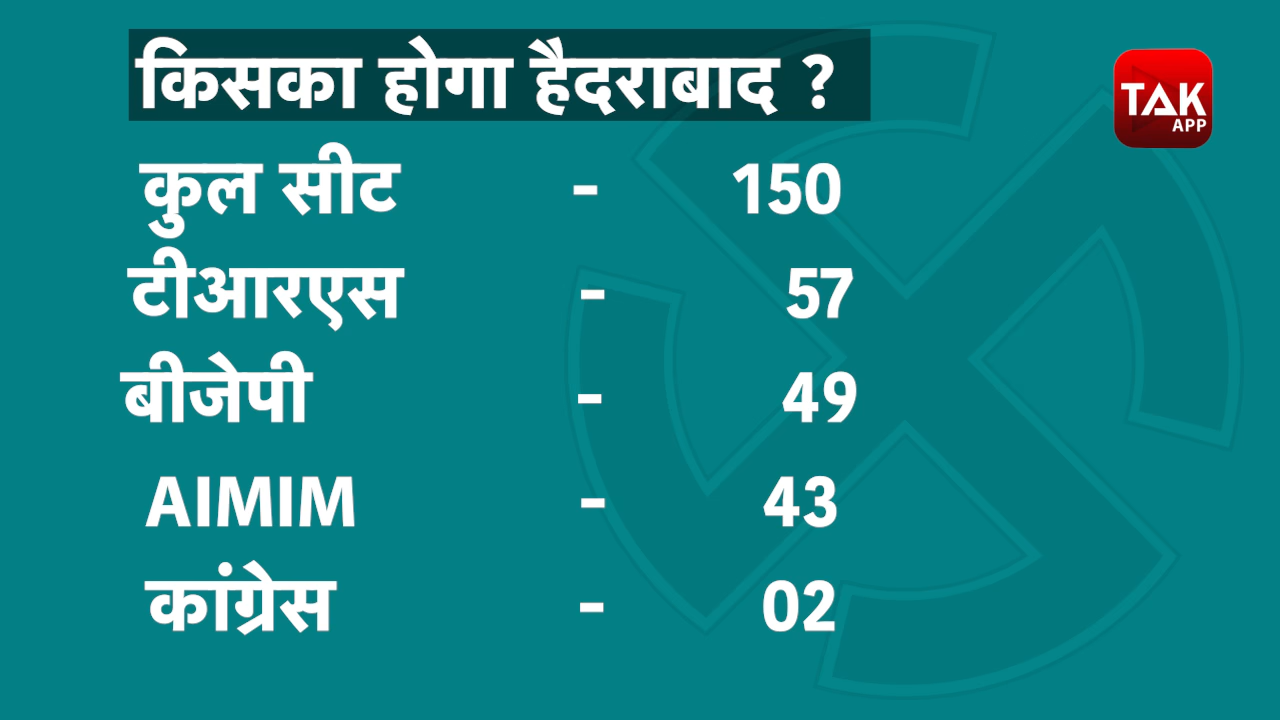 किसका होगा हैदराबाद ?
TAK
APP
कुल सीट - 150
टीआरएस - 57
बीजेपी - 49
AIMIM - 43
कांग्रेस - 02